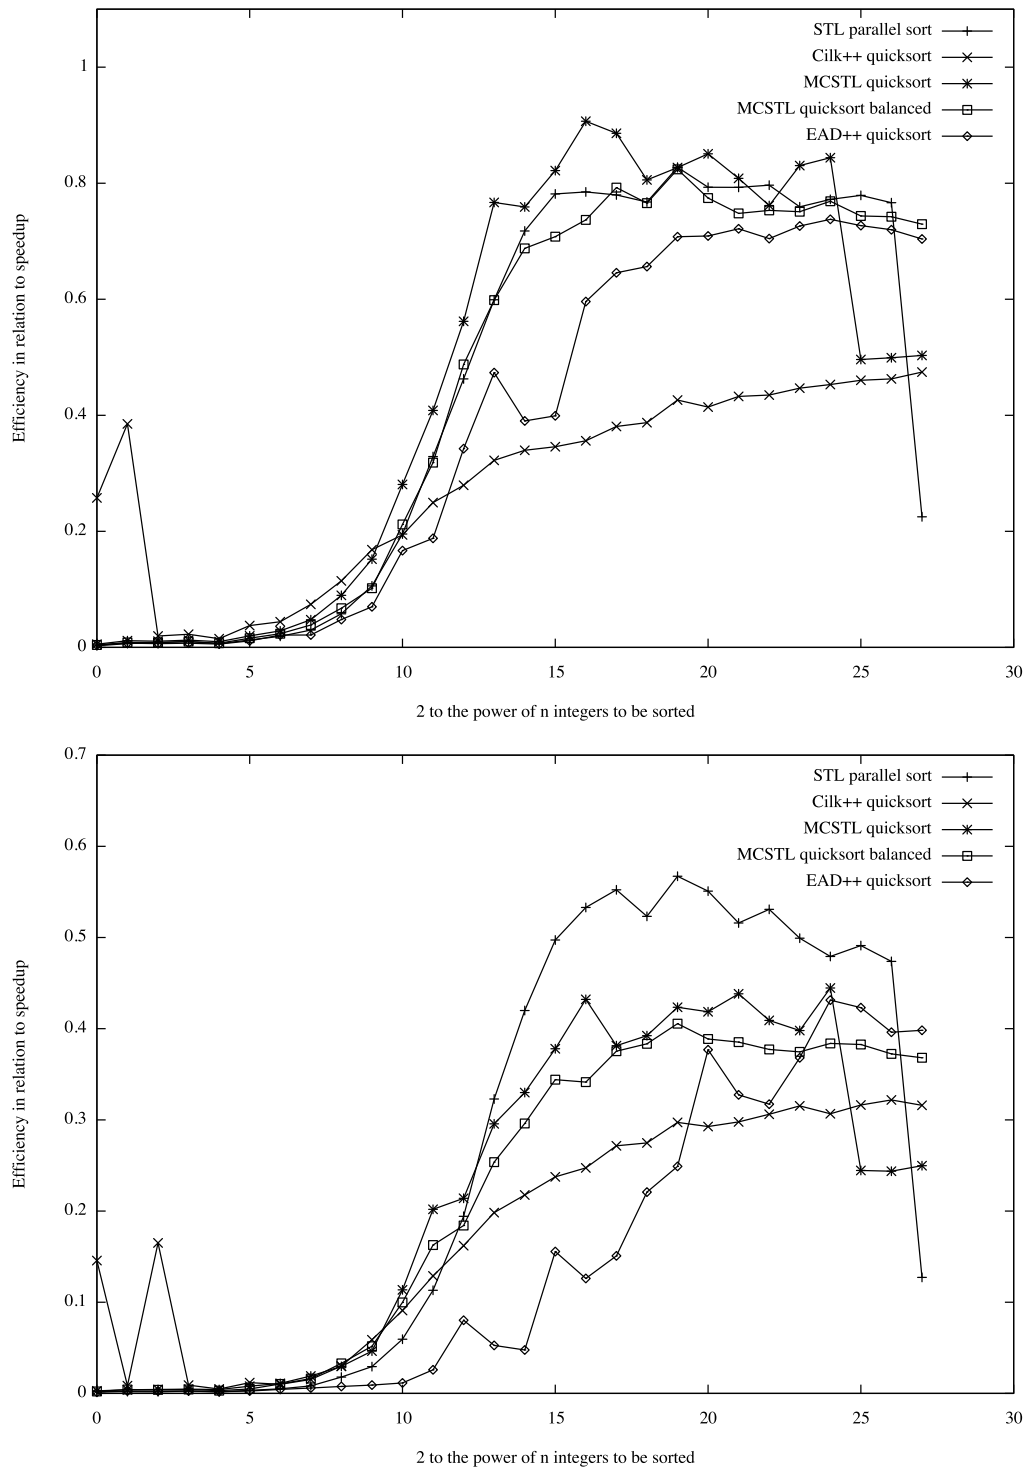 STL parallel sort
Cilk++ quicksort
MCSTL quicksort
MCSTL quicksort balanced
EAD++ quicksort
1
0.8
0.6
0.4
0.2
0
Efficiency in relation to speedup
0 5 10 15 20 25 30
2 to the power of n integers to be sorted
0.7
STL parallel sort
Cilk++ quicksort
MCSTL quicksort
MCSTL quicksort balanced
EAD++ quicksort
0.6
0.5
0.4
0.3
0.2
0.1
0
Efficiency in relation to speedup
0 5 10 15 20 25 30
2 to the power of n integers to be sorted